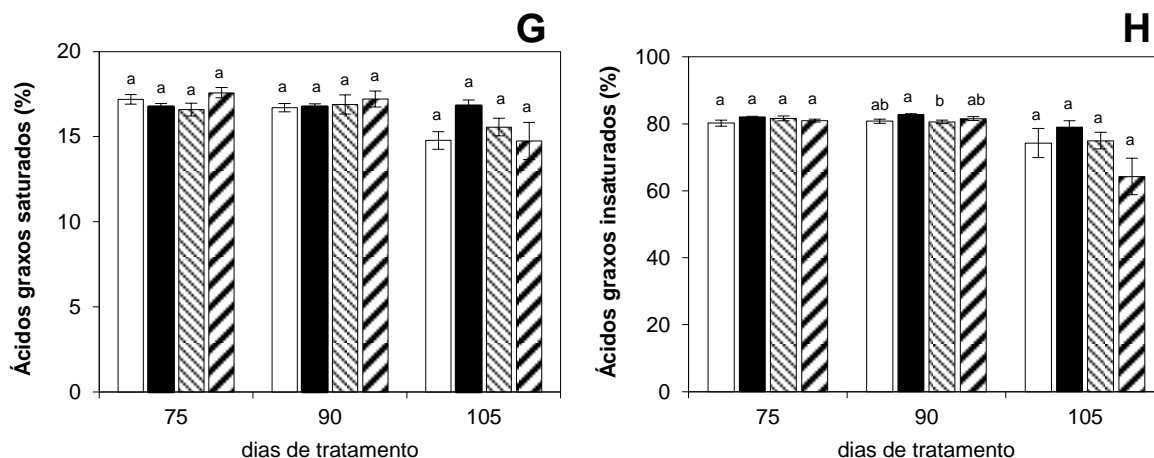 G
Ácidos graxos saturados (%)
20
15
10
5
0
a a a a
a a a a
a a a a
75 90 105
dias de tratamento
H
Ácidos graxos insaturados (%)
100
80
60
40
20
0
a a a a
ab a b ab
a a a a
75 90 105
dias de tratamento